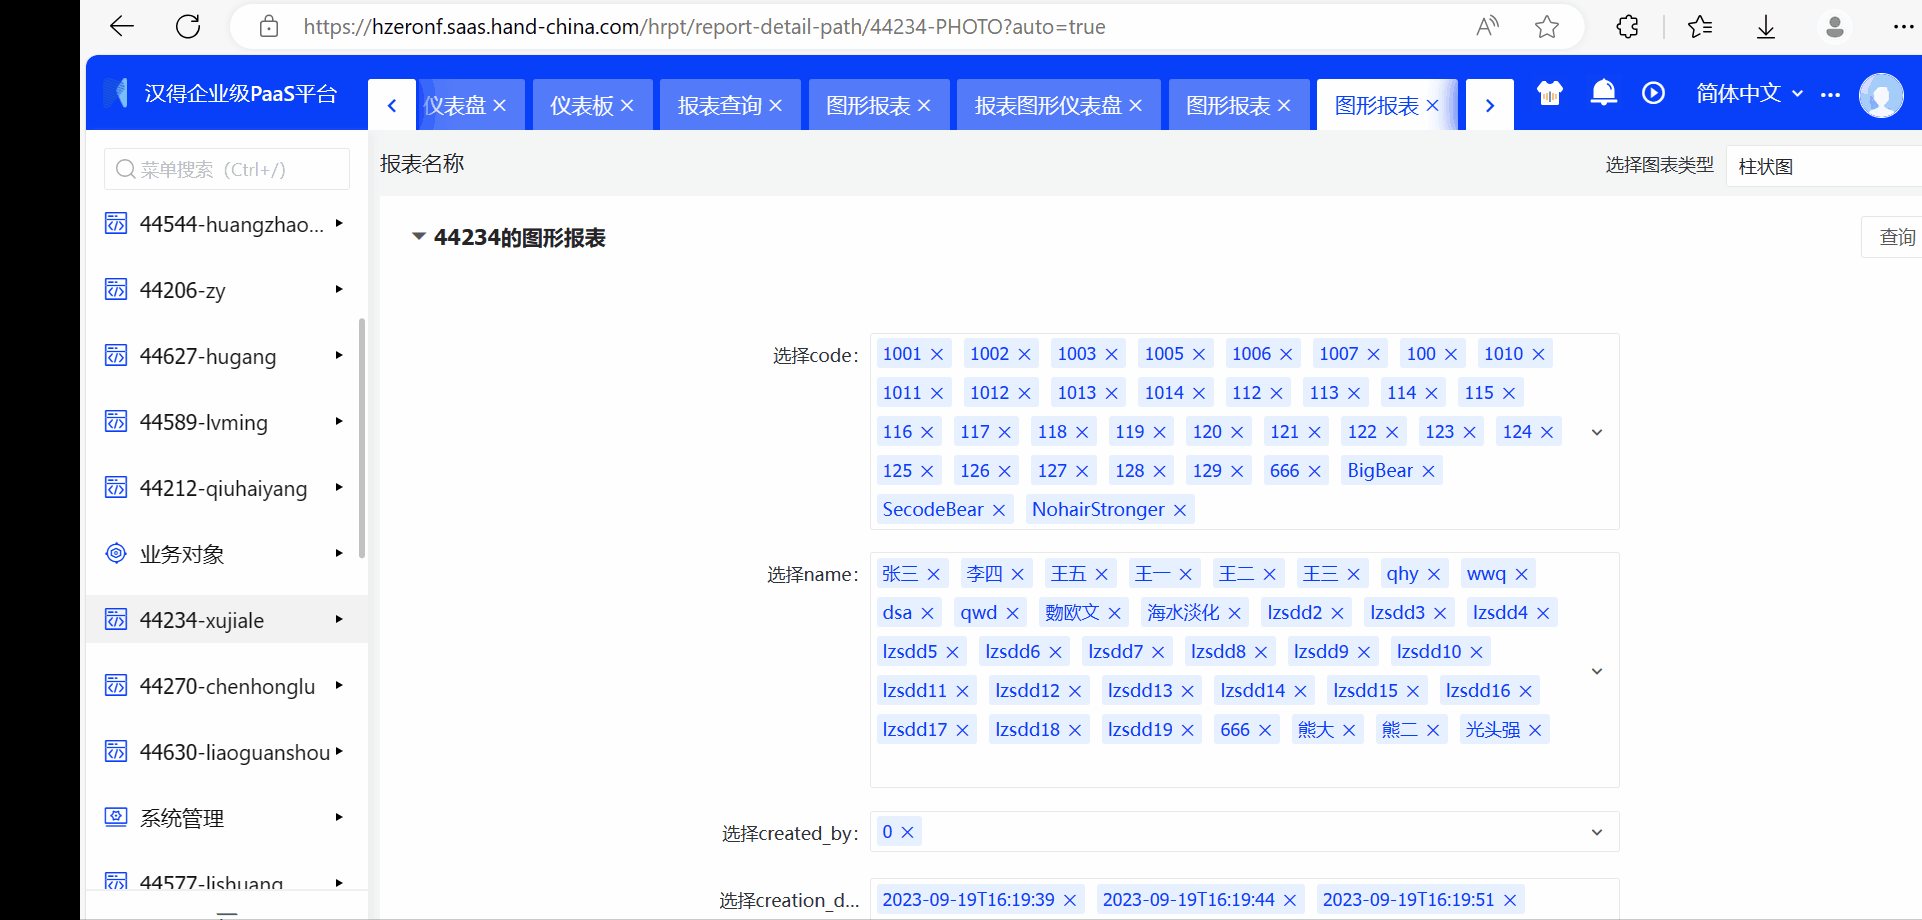 https://hzeronf.saas.hand-china.com/hrpt/report-detail-path/44234-PHOTO?auto=true
汉得企业级PaaS平台
仪表盘 仪表板 报表查询 图形报表 报表图形仪表盘 图形报表 图形报表
简体中文
菜单搜索（Ctrl+/）
44544-huangzhao...
44206-zy
44627-hugang
44589-lvming
44212-qiuhaiyang
业务对象
44234-xujiale
44270-chenhonglu
44630-liaoguanshou
系统管理
44577-lishuang
报表名称
选择图表类型 柱状图
44234的图形报表
查询
选择code：
1001 1002 1003 1005 1006 1007 100 1010
1011 1012 1013 1014 112 113 114 115
116 117 118 119 120 121 122 123 124
125 126 127 128 129 666 BigBear
SecodeBear NohairStronger
选择name：
张三 李四 王五 王一 王二 王三 qhy wwq
dsa qwd 欧文 海水淡化 lzsdd2 lzsdd3 lzsdd4
lzsdd5 lzsdd6 lzsdd7 lzsdd8 lzsdd9 lzsdd10
lzsdd11 lzsdd12 lzsdd13 lzsdd14 lzsdd15 lzsdd16
lzsdd17 lzsdd18 lzsdd19 666 熊大 熊二 光头强
选择created_by：
0
选择creation_d...
2023-09-19T16:19:39 2023-09-19T16:19:44 2023-09-19T16:19:51